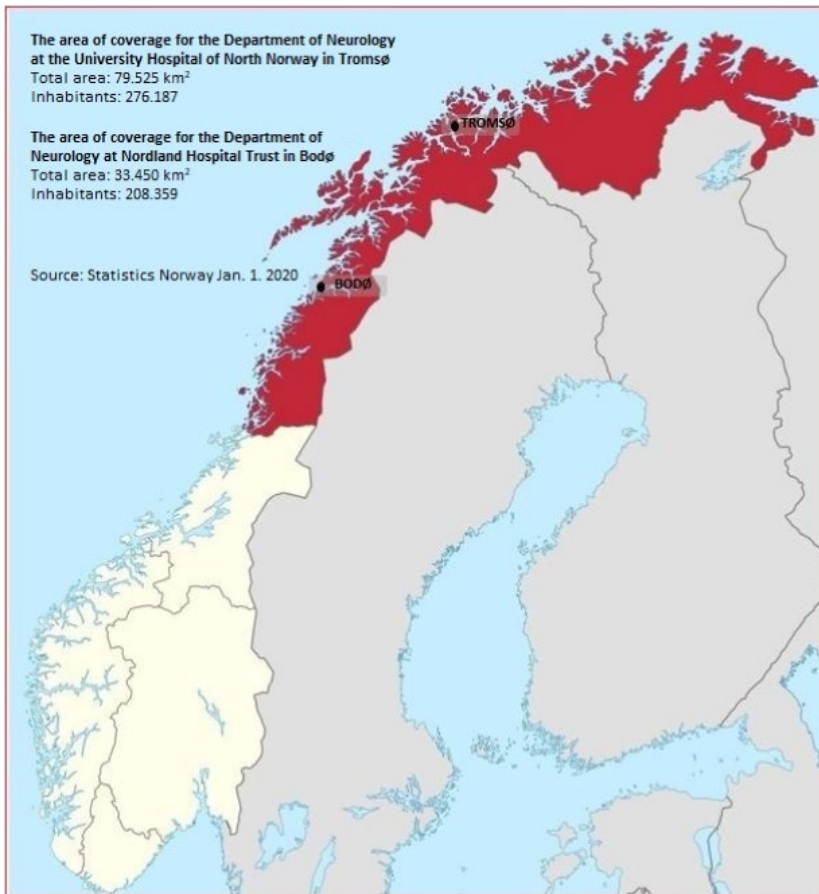 The area of coverage for the Department of Neurology
at the University Hospital of North Norway in Tromsø
Total area: 79.525 km²
Inhabitants: 276.187
The area of coverage for the Department of
Neurology at Nordland Hospital Trust in Bodø
Total area: 33.450 km²
Inhabitants: 208.359
Source: Statistics Norway Jan. 1. 2020
TROMSØ
BODØ